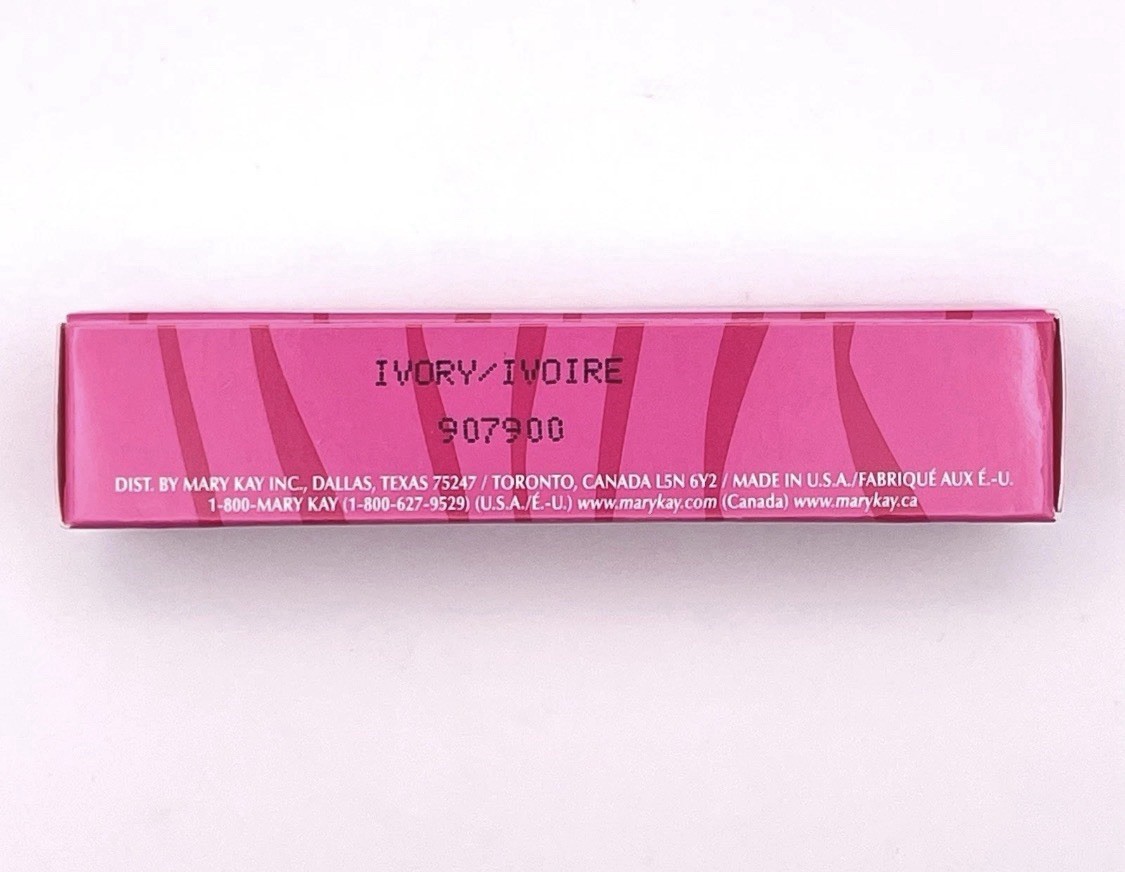 IVORY/IVOIRE
907900
DIST. BY MARY KAY INC., DALLAS, TEXAS 75247 / TORONTO, CANADA L5N 6Y2 / MADE IN U.S.A./FABRIQUÉ AUX É.-U.
1-800-MARY KAY (1-800-627-9529) (U.S.A./É.-U.) www.marykay.com (Canada) www.marykay.ca